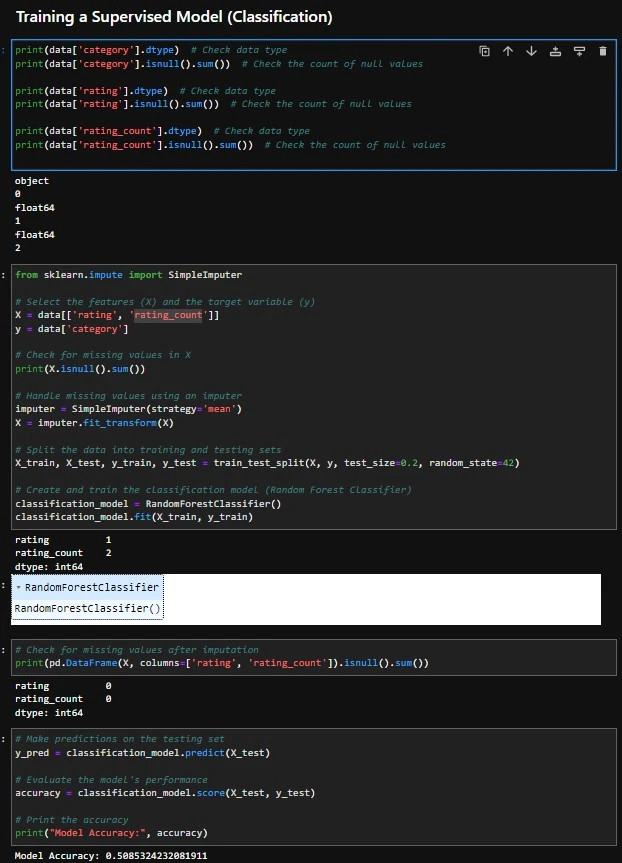 Training a Supervised Model (Classification)
print(data['category'].dtype)  # Check data type
print(data['category'].isnull().sum())  # Check the count of null values
print(data['rating'].dtype)  # Check data type
print(data['rating'].isnull().sum())  # Check the count of null values
print(data['rating_count'].dtype)  # Check data type
print(data['rating_count'].isnull().sum())  # Check the count of null values
object
0
float64
1
float64
2
from sklearn.impute import SimpleImputer
# Select the features (X) and the target variable (y)
X = data[['rating', 'rating_count']]
y = data['category']
# Check for missing values in X
print(X.isnull().sum())
# Handle missing values using an imputer
imputer = SimpleImputer(strategy='mean')
X = imputer.fit_transform(X)
# Split the data into training and testing sets
X_train, X_test, y_train, y_test = train_test_split(X, y, test_size=0.2, random_state=42)
# Create and train the classification model (Random Forest Classifier)
classification_model = RandomForestClassifier()
classification_model.fit(X_train, y_train)
rating          1
rating_count    2
dtype: int64
RandomForestClassifier
RandomForestClassifier()
# Check for missing values after imputation
print(pd.DataFrame(X, columns=['rating', 'rating_count']).isnull().sum())
rating          0
rating_count    0
dtype: int64
# Make predictions on the testing set
y_pred = classification_model.predict(X_test)
# Evaluate the model's performance
accuracy = classification_model.score(X_test, y_test)
# Print the accuracy
print("Model Accuracy:", accuracy)
Model Accuracy: 0.5085324232081911